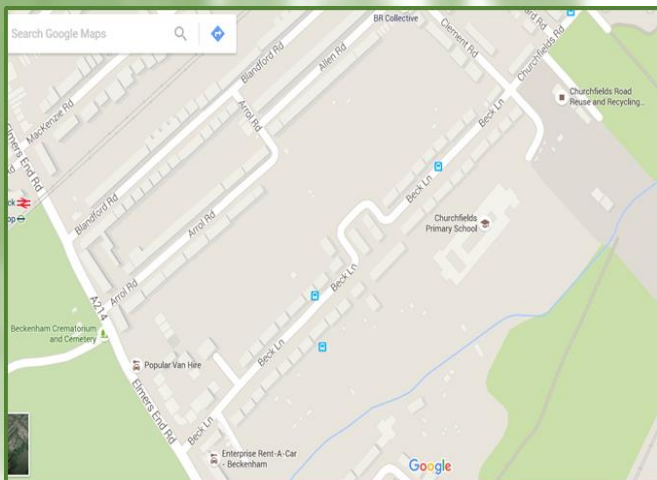 Search Google Maps
BR Collective
Clement Rd
Churchfields Rd
Blandford Rd
Allen Rd
MacKenzie Rd
Arrol Rd
Beck Ln
Churchfields Road
Reuse and Recycling...
Elmers End Rd
Beck Ln
Blandford Rd
Arrol Rd
Churchfields
Primary School
A214
Arrol Rd
Beck Ln
Beckenham Crematorium
and Cemetery
Popular Van Hire
Elmers End Rd
Beck Ln
Beck Ln
Enterprise Rent-A-Car
- Beckenham
Google